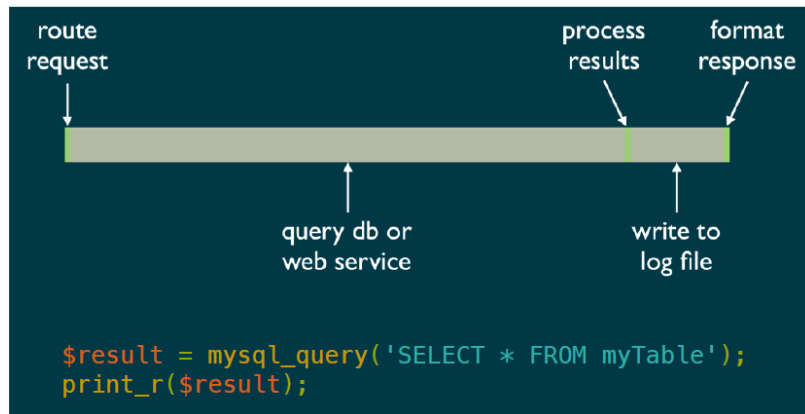 route
request
process
results
format
response
query db or
web service
write to
log file
$result = mysql_query('SELECT * FROM myTable');
print_r($result);